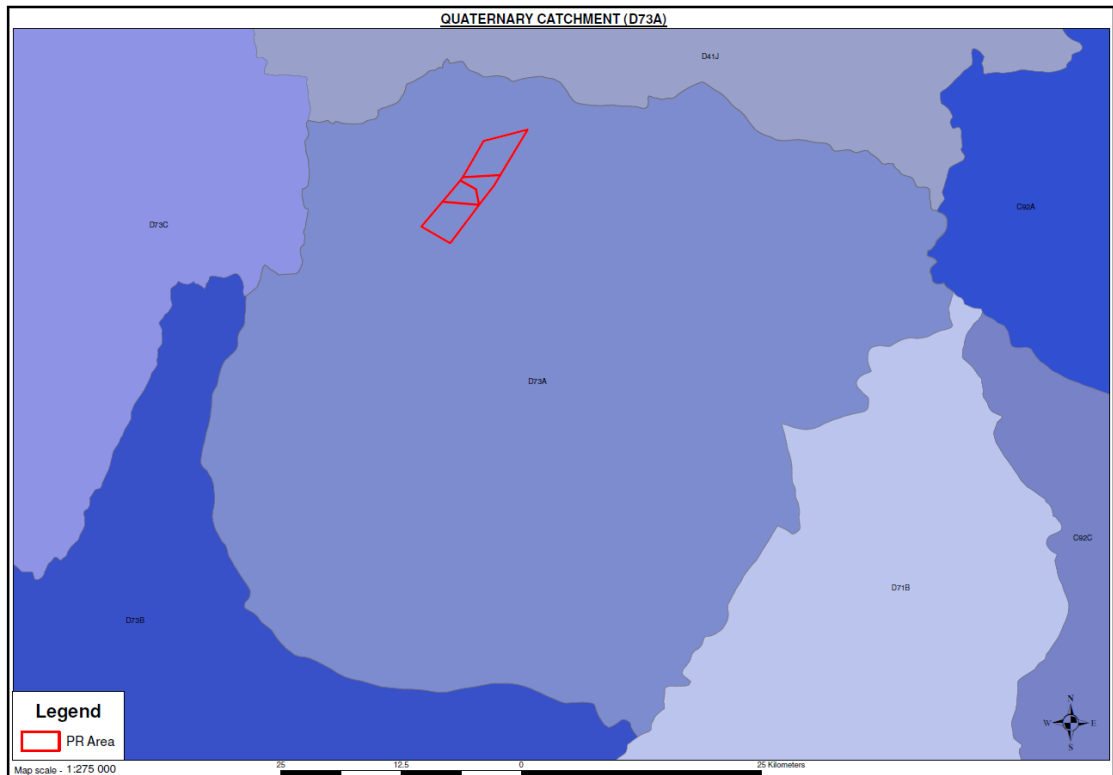 QUATERNARY CATCHMENT (D73A)
D41J
C92A
D73C
D73A
C92C
D71B
D73B
Legend
PR Area
N
W E
S
Map scale - 1:275 000
25 12.5 0 25 Kilometers